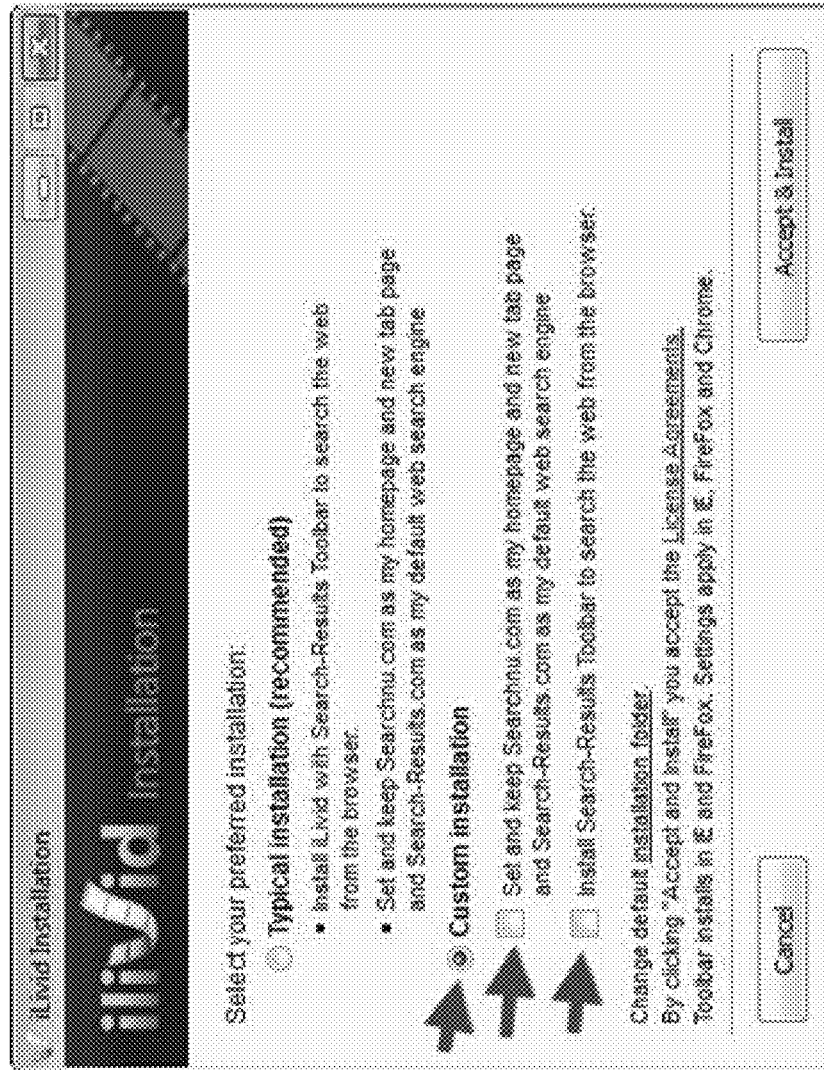 iLivid Installation
iLivid Installation
Select your preferred installation:
Typical installation (recommended)
• Install iLivid with Search-Results Toolbar to search the web
from the browser.
• Set and keep Searchnu.com as my homepage and new tab page
and Search-Results.com as my default web search engine
Custom installation
Set and keep Searchnu.com as my homepage and new tab page
and Search-Results.com as my default web search engine
Install Search-Results Toolbar to search the web from the browser.
Change default installation folder.
By clicking "Accept and Install" you accept the License Agreements.
Toolbar installs in IE and FireFox. Settings apply in IE, FireFox and Chrome.
Cancel
Accept & Install